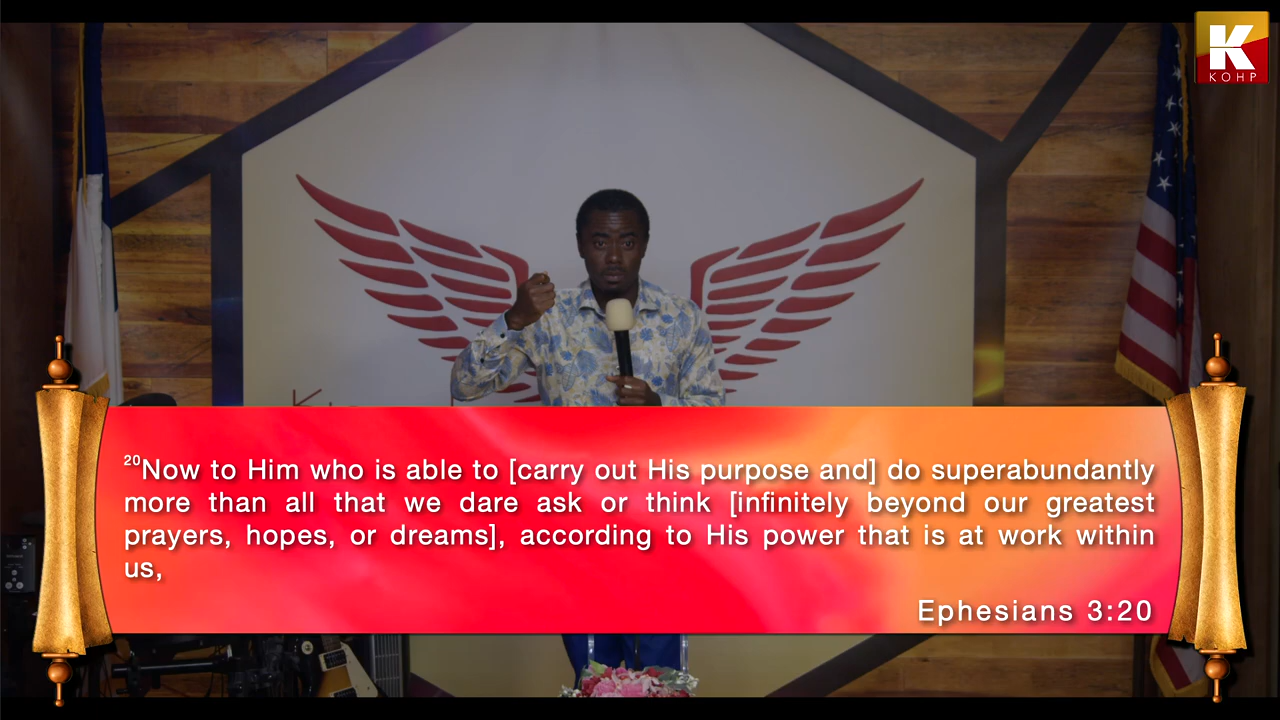 K
KOHP
20Now to Him who is able to [carry out His purpose and] do superabundantly
more than all that we dare ask or think [infinitely beyond our greatest
prayers, hopes, or dreams], according to His power that is at work within
us,
Ephesians 3:20